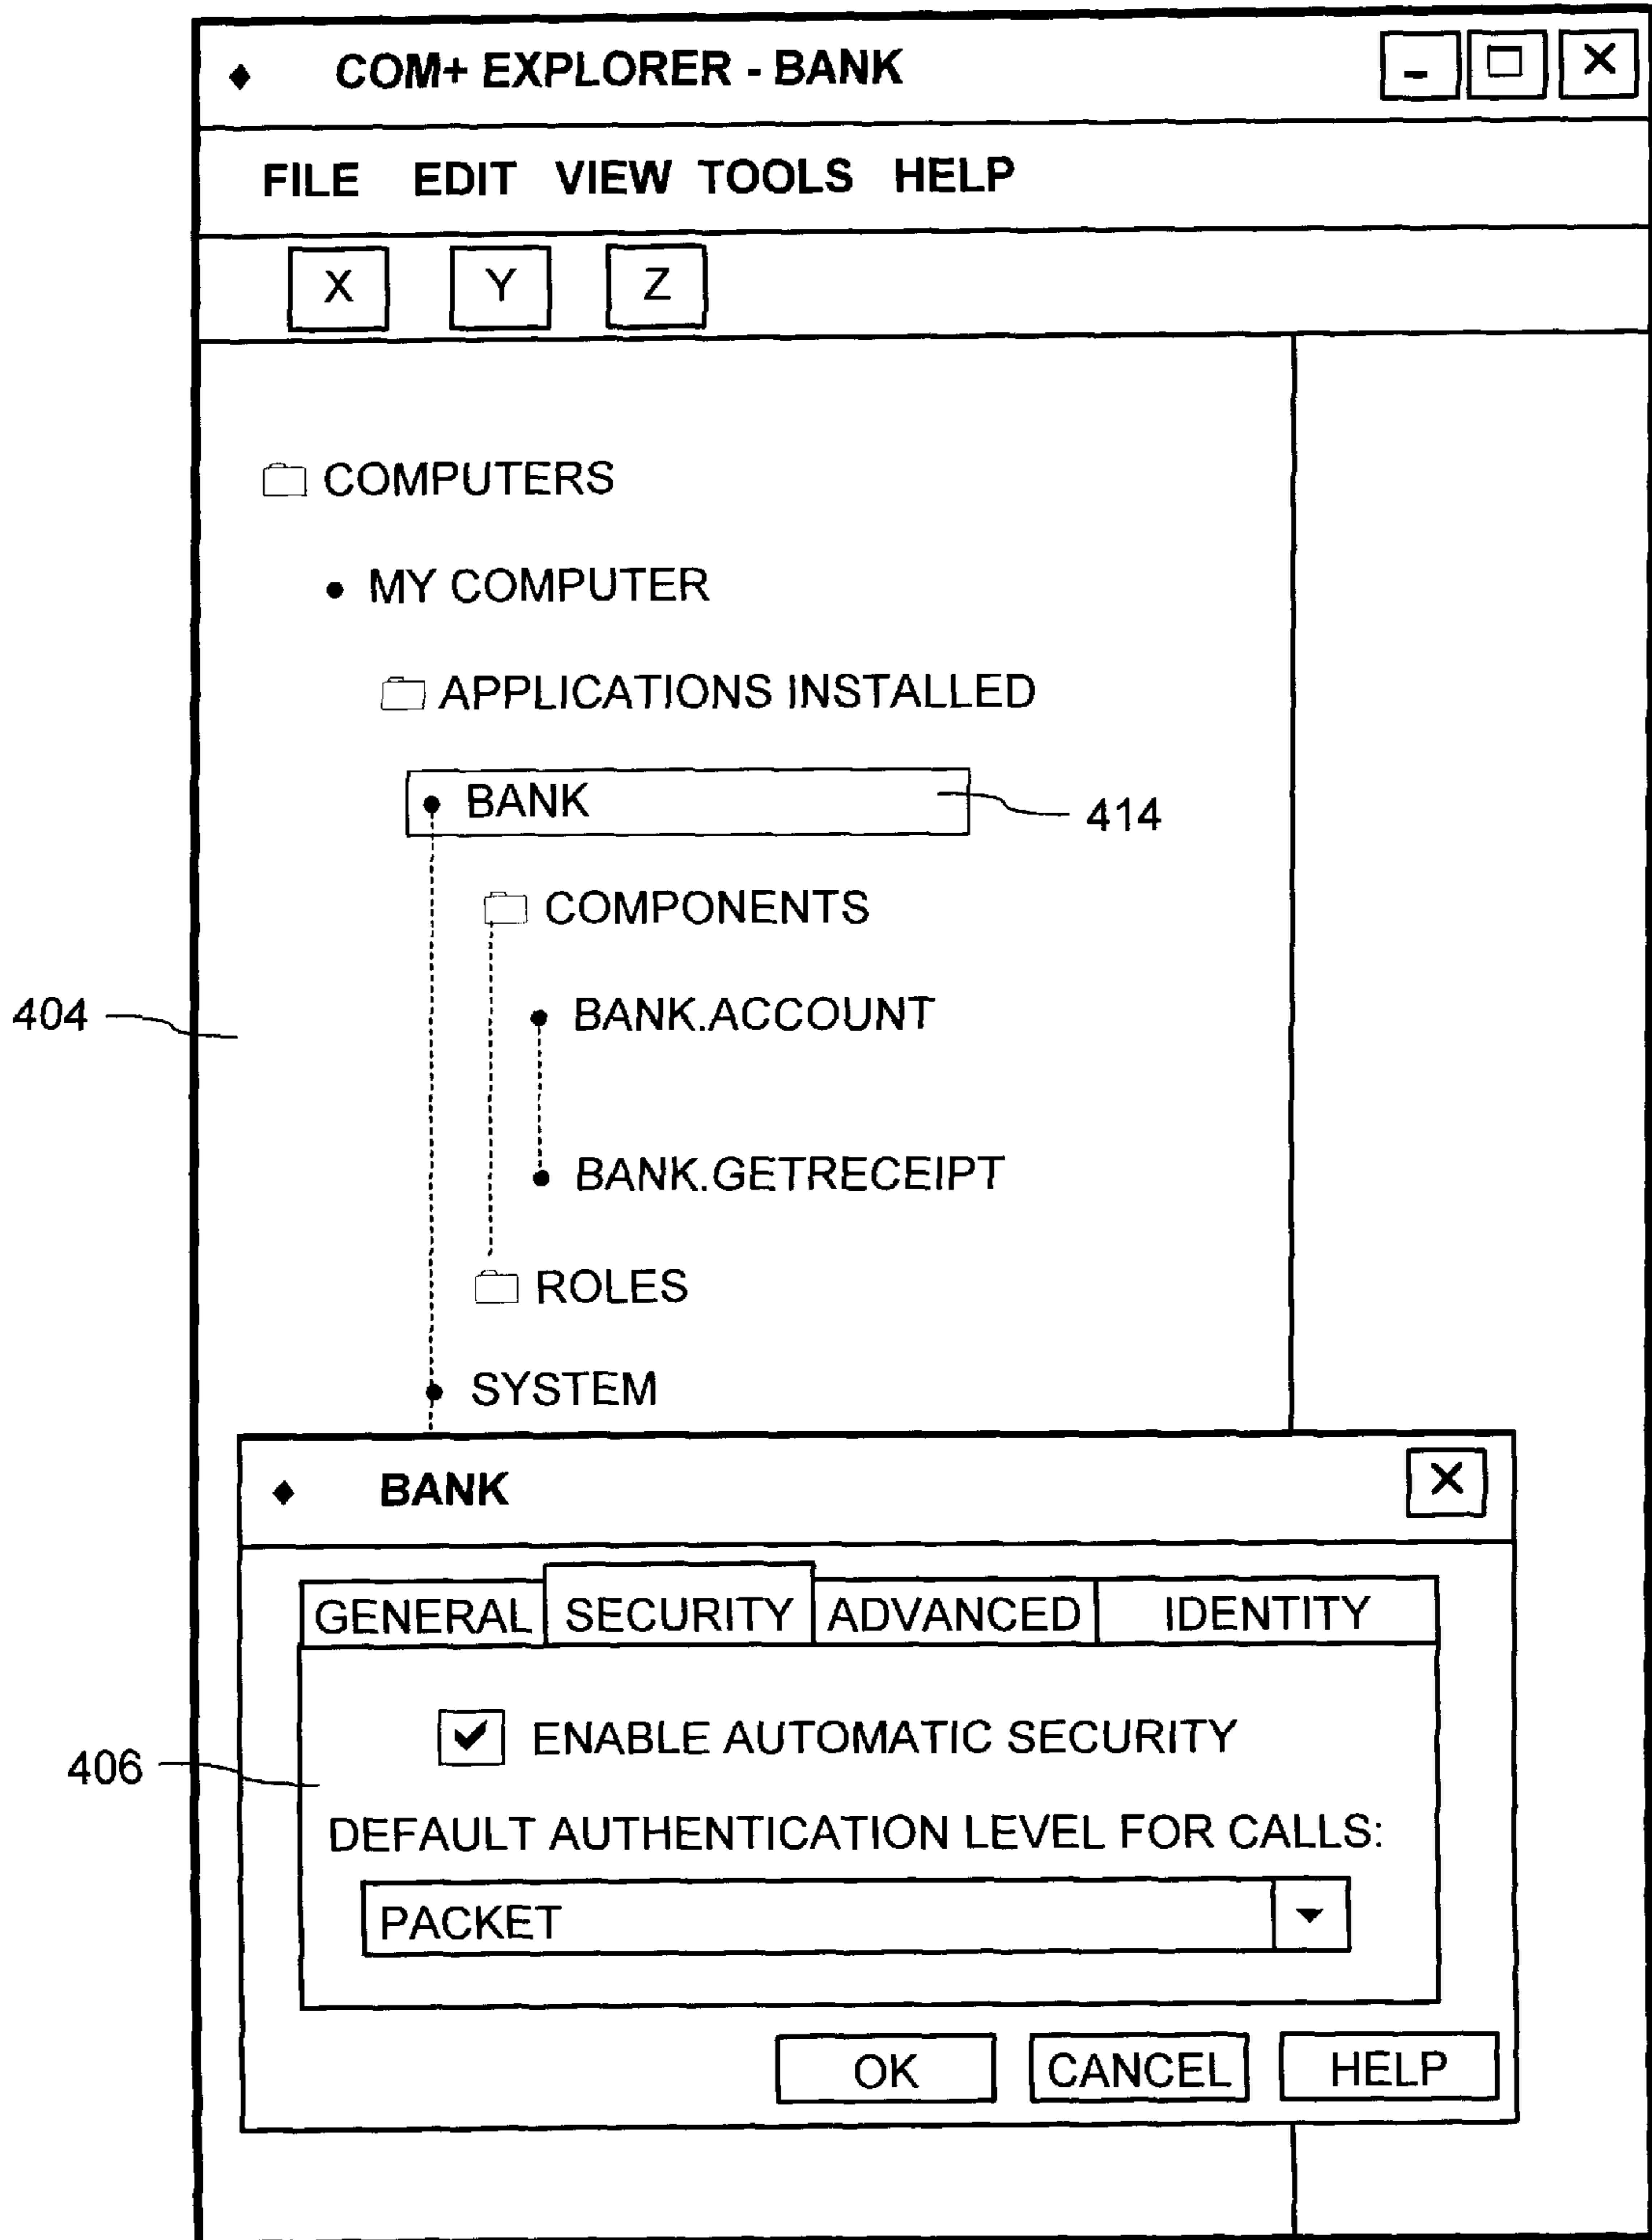 COM+ EXPLORER - BANK
FILE EDIT VIEW TOOLS HELP
X Y Z
COMPUTERS
MY COMPUTER
APPLICATIONS INSTALLED
BANK
414
COMPONENTS
404
BANK.ACCOUNT
BANK.GETRECEIPT
ROLES
SYSTEM
BANK
GENERAL SECURITY ADVANCED IDENTITY
ENABLE AUTOMATIC SECURITY
406
DEFAULT AUTHENTICATION LEVEL FOR CALLS:
PACKET
OK CANCEL HELP